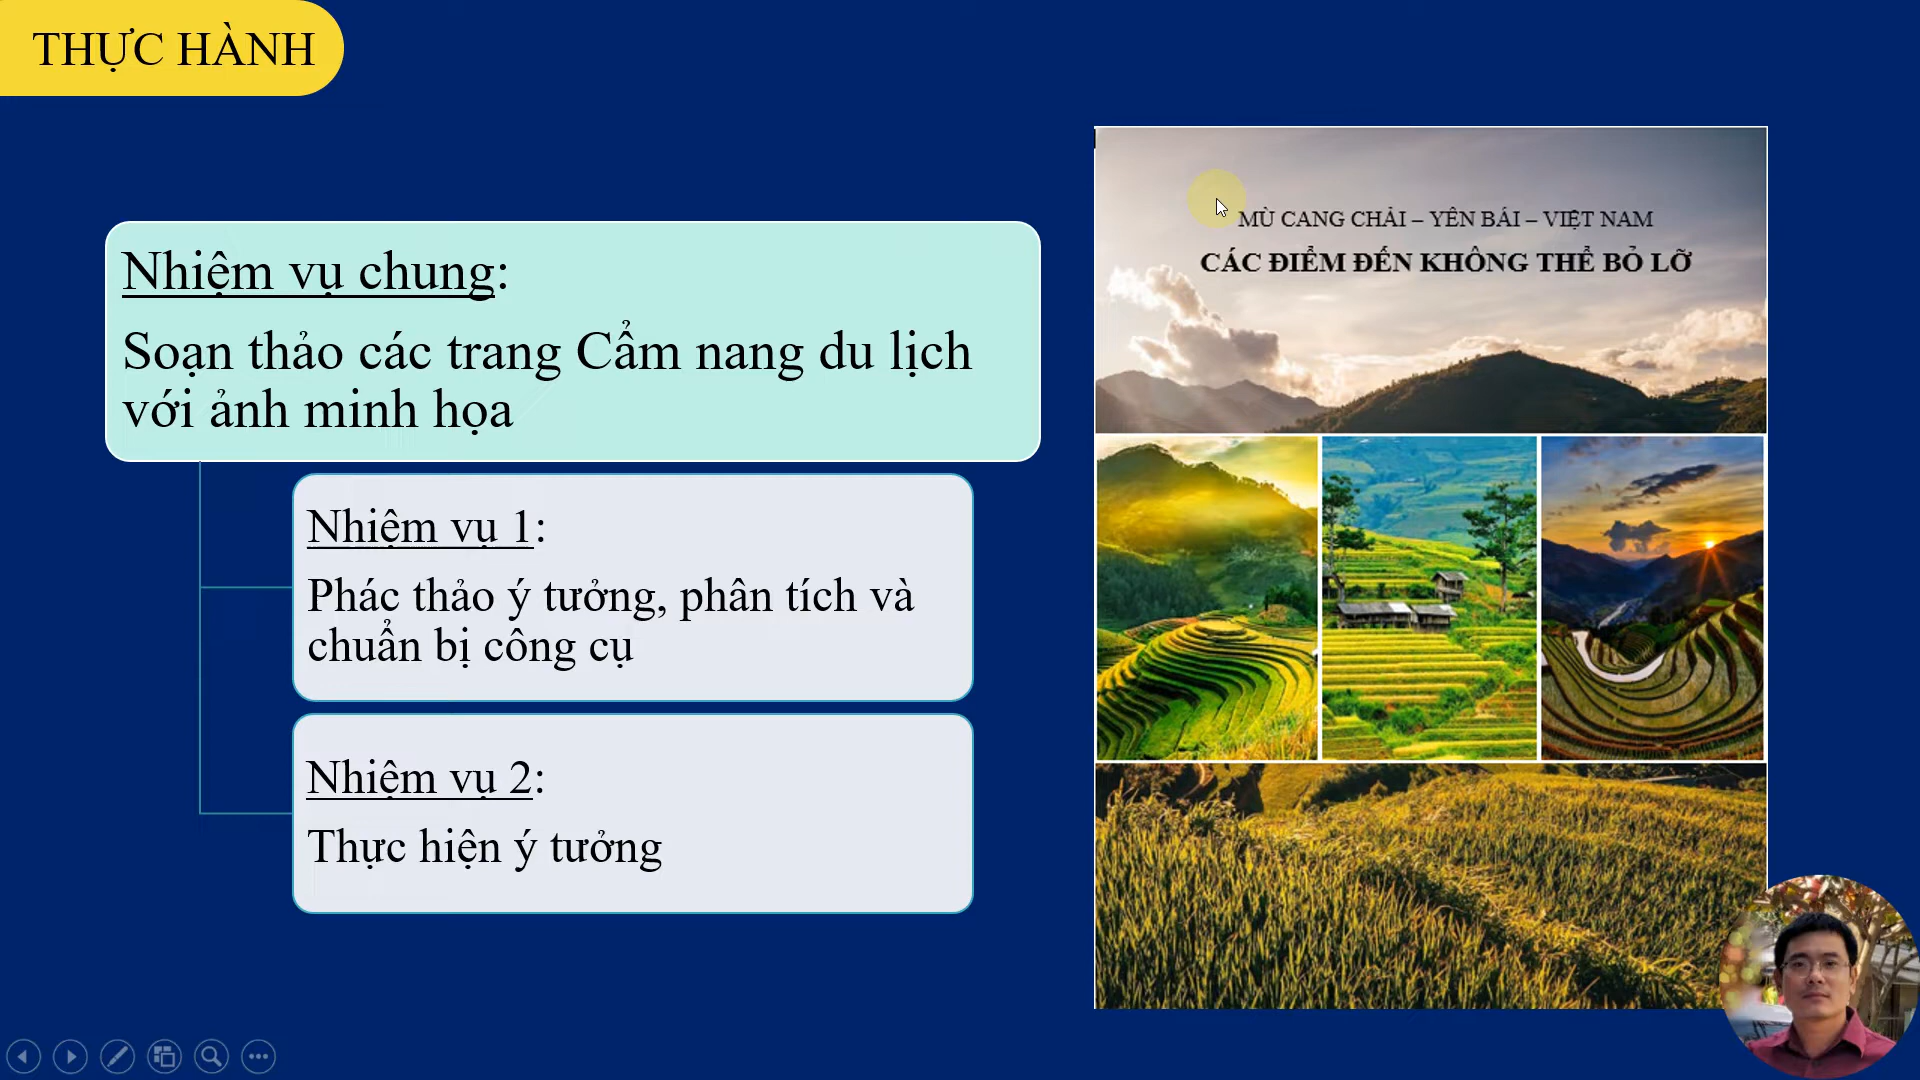 THỰC HÀNH
Nhiệm vụ chung:
Soạn thảo các trang Cẩm nang du lịch
với ảnh minh họa
Nhiệm vụ 1:
Phác thảo ý tưởng, phân tích và
chuẩn bị công cụ
Nhiệm vụ 2:
Thực hiện ý tưởng
MÙ CANG CHẢI – YÊN BÁI – VIỆT NAM
CÁC ĐIỂM ĐẾN KHÔNG THỂ BỎ LỠ